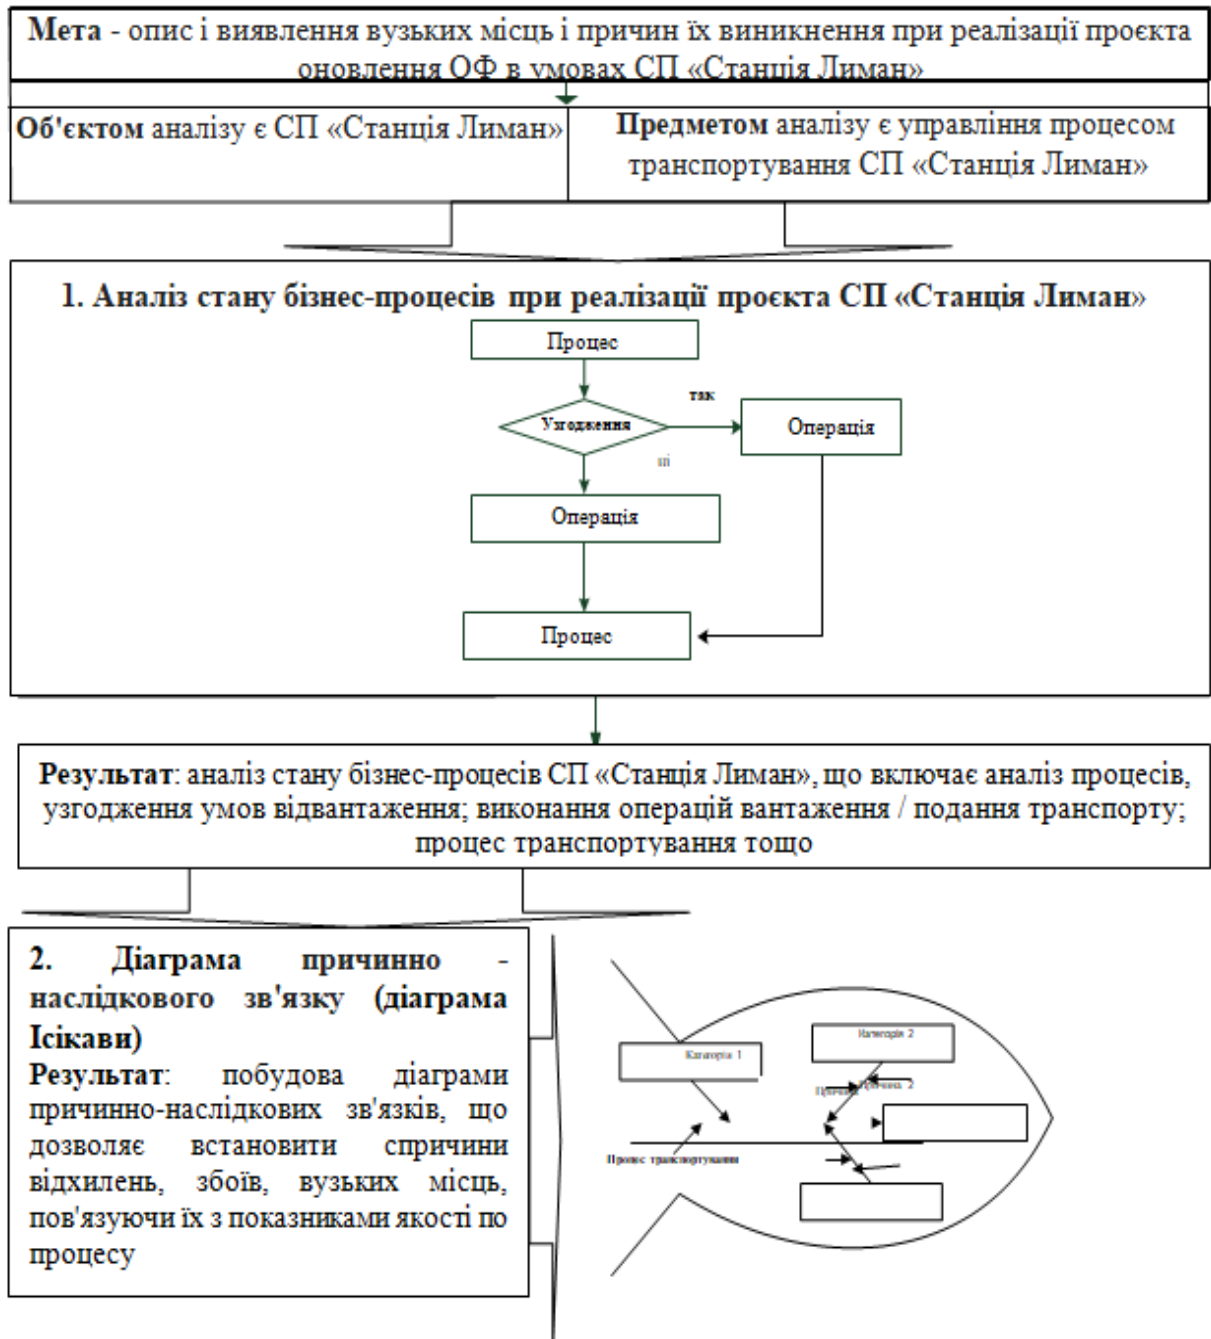 Мета - опис і виявлення вузьких місць і причин їх виникнення при реалізації проєкта
оновлення ОФ в умовах СП «Станція Лиман»
Об'єктом аналізу є СП «Станція Лиман»
Предметом аналізу є управління процесом
транспортування СП «Станція Лиман»
1. Аналіз стану бізнес-процесів при реалізації проєкта СП «Станція Лиман»
Процес
так
Узгодження
Операція
ні
Операція
Процес
Результат: аналіз стану бізнес-процесів СП «Станція Лиман», що включає аналіз процесів,
узгодження умов відвантаження; виконання операцій вантаження / подання транспорту;
процес транспортування тощо
2. Діаграма причинно -
наслідкового зв'язку (діаграма
Ісікави)
Результат: побудова діаграми
причинно-наслідкових зв'язків, що
дозволяє встановити спричини
відхилень, збоїв, вузьких місць,
пов'язуючи їх з показниками якості по
процесу
Категорія 2
Категорія 1
Причина 2
Причина
Процес транспортування